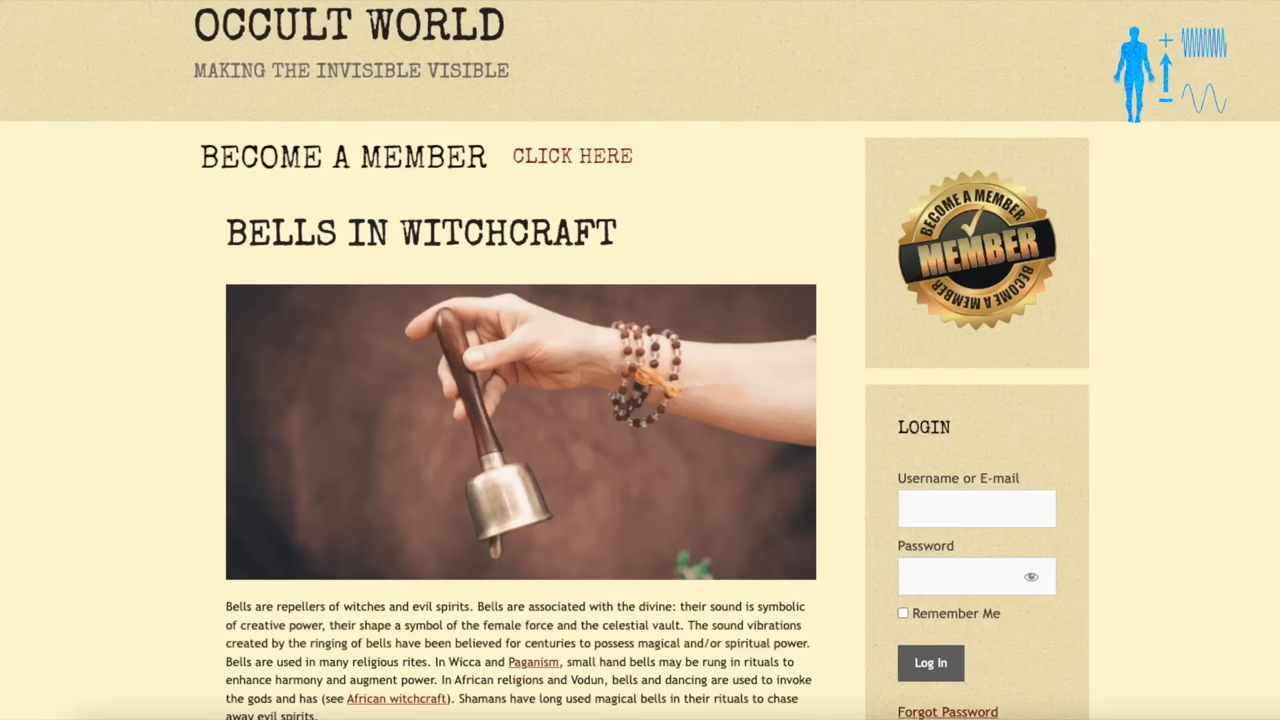 OCCULT WORLD
MAKING THE INVISIBLE VISIBLE
BECOME A MEMBER CLICK HERE
BELLS IN WITCHCRAFT
Bells are repellers of witches and evil spirits. Bells are associated with the divine: their sound is symbolic
of creative power, their shape a symbol of the female force and the celestial vault. The sound vibrations
created by the ringing of bells have been believed for centuries to possess magical and/or spiritual power.
Bells are used in many religious rites. In Wicca and Paganism, small hand bells may be rung in rituals to
enhance harmony and augment power. In African religions and Vodun, bells and dancing are used to invoke
the gods and has (see African witchcraft). Shamans have long used magical bells in their rituals to chase
away evil spirits.
BECOME A MEMBER
MEMBER
BECOME A MEMBER
LOGIN
Username or E-mail
Password
Remember Me
Log In
Forgot Password